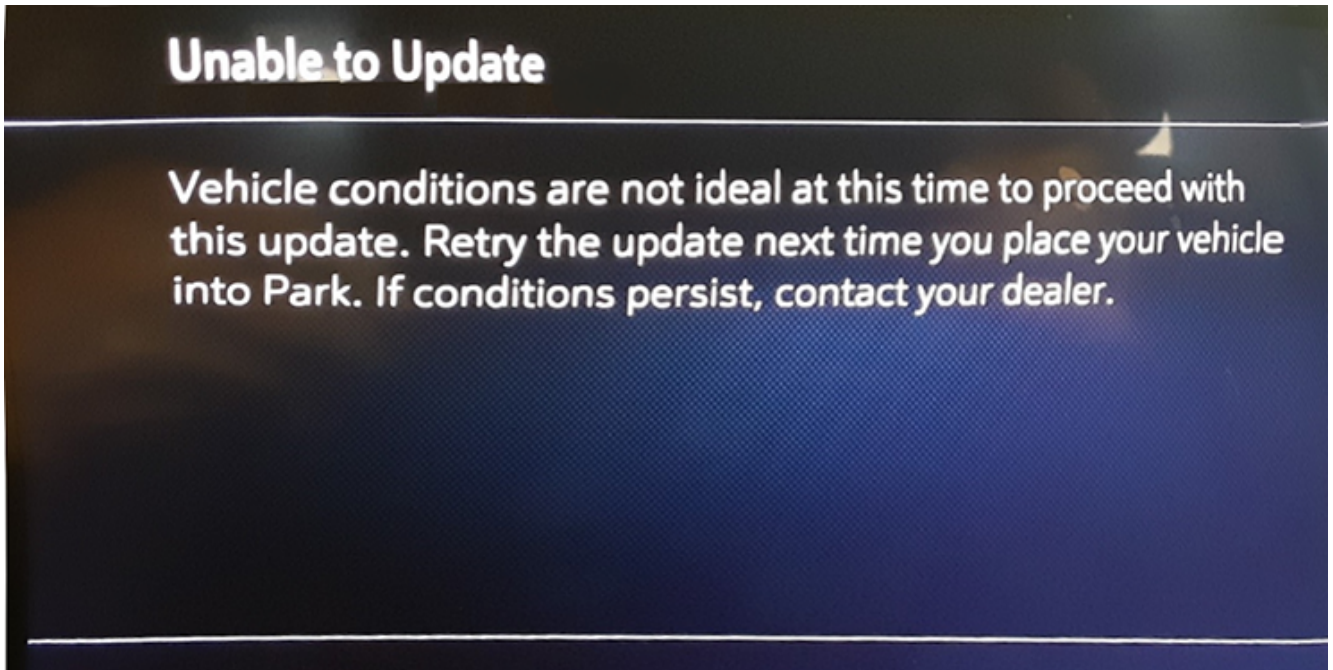 Unable to Update
Vehicle conditions are not ideal at this time to proceed with
this update. Retry the update next time you place your vehicle
into Park. If conditions persist, contact your dealer.